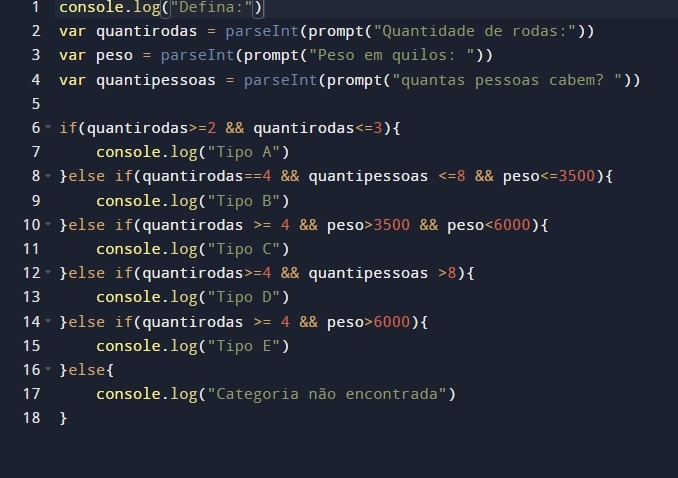 1 console.log("Defina:")
2 var quantirodas = parseInt(prompt("Quantidade de rodas:"))
3 var peso = parseInt(prompt("Peso em quilos: "))
4 var quantipessoas = parseInt(prompt("quantas pessoas cabem? "))
5
6 if(quantirodas>=2 && quantirodas<=3){
7     console.log("Tipo A")
8 }else if(quantirodas==4 && quantipessoas <=8 && peso<=3500){
9     console.log("Tipo B")
10 }else if(quantirodas >= 4 && peso>3500 && peso<6000){
11     console.log("Tipo C")
12 }else if(quantirodas>=4 && quantipessoas >8){
13     console.log("Tipo D")
14 }else if(quantirodas >= 4 && peso>6000){
15     console.log("Tipo E")
16 }else{
17     console.log("Categoria não encontrada")
18 }